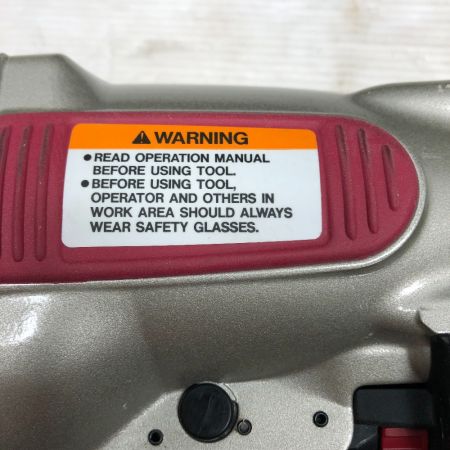 ⚠ WARNING
●READ OPERATION MANUAL
BEFORE USING TOOL.
●BEFORE USING TOOL,
OPERATOR AND OTHERS IN
WORK AREA SHOULD ALWAYS
WEAR SAFETY GLASSES.